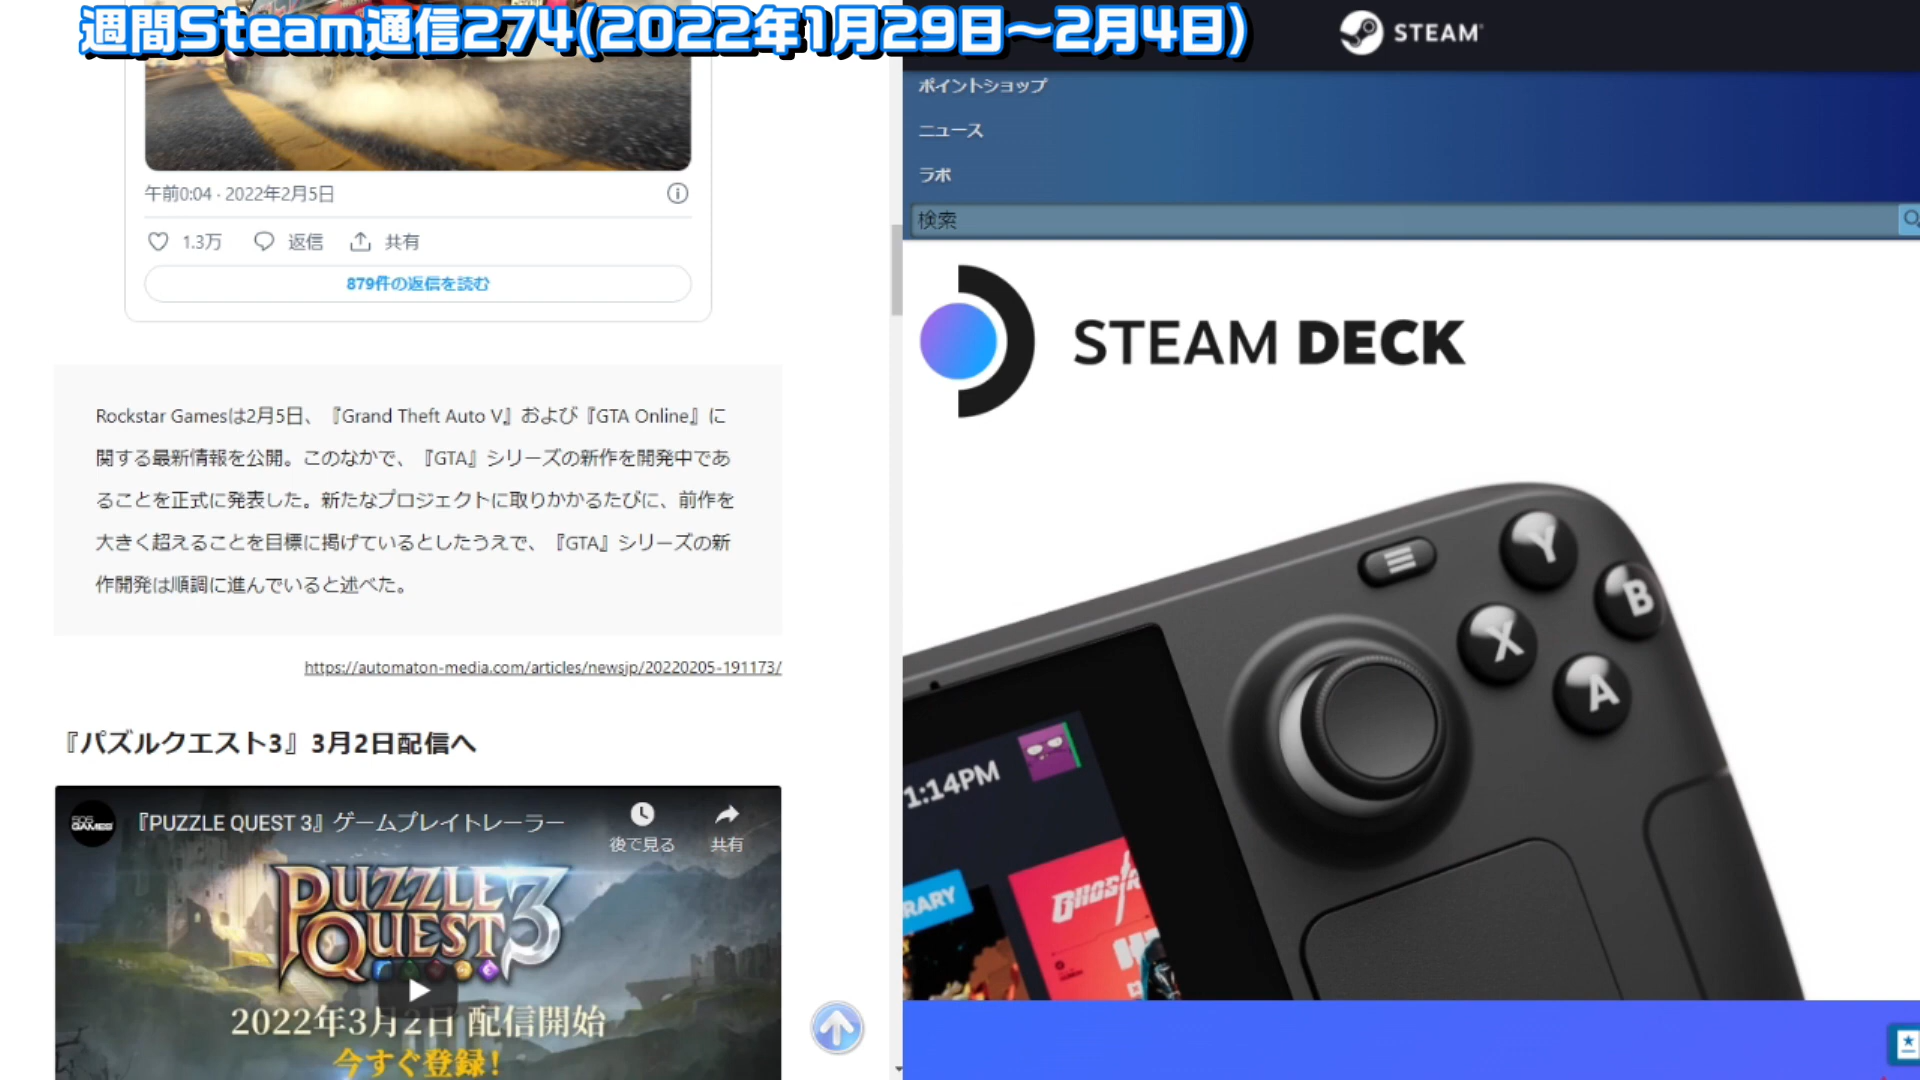 週間Steam通信274(2022年1月29日～2月4日)
午前0:04 · 2022年2月5日
1.3万 返信 共有
879件の返信を読む
Rockstar Gamesは2月5日、『Grand Theft Auto V』および『GTA Online』に
関する最新情報を公開。このなかで、『GTA』シリーズの新作を開発中であ
ることを正式に発表した。新たなプロジェクトに取りかかるたびに、前作を
大きく超えることを目標に掲げているとしたうえで、『GTA』シリーズの新
作開発は順調に進んでいると述べた。
https://automaton-media.com/articles/newsjp/20220205-191173/
『パズルクエスト3』3月2日配信へ
505 GAMES
『PUZZLE QUEST 3』ゲームプレイトレーラー
後で見る
共有
PUZZLE QUEST 3
2022年3月2日 配信開始
今すぐ登録!
STEAM
ポイントショップ
ニュース
ラボ
検索
STEAM DECK
Y
B
X
A
1:14PM
RARY